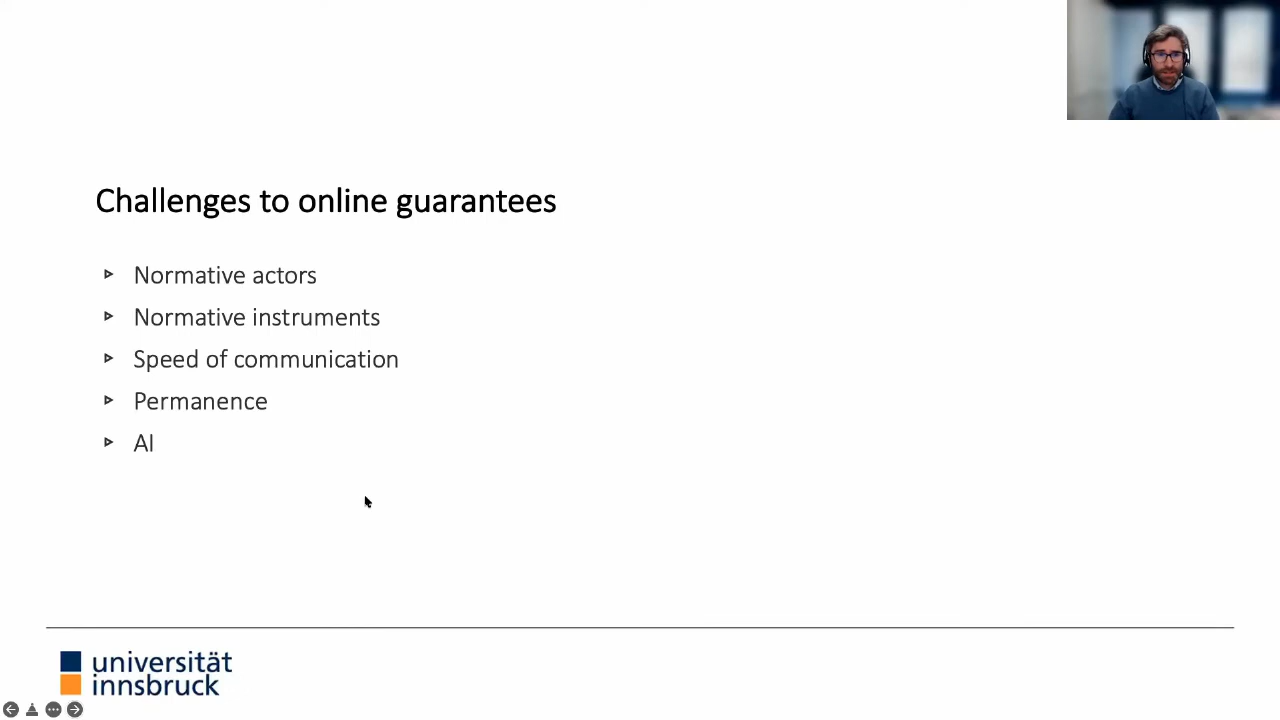 Challenges to online guarantees
Normative actors
Normative instruments
Speed of communication
Permanence
AI
universität
innsbruck